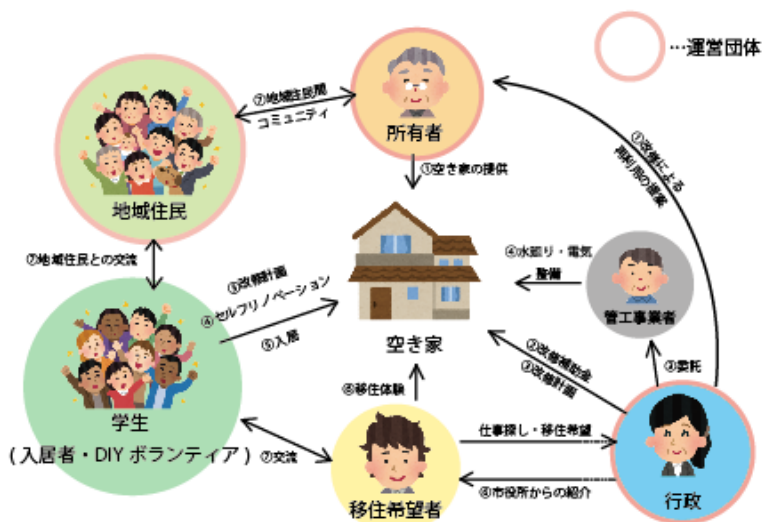 …運営団体
⑦地域住民間
コミュニティ
所有者
①改修による
再利用の提案
地域住民
①空き家の提供
⑦地域住民との交流
③改修計画
④セルフリノベーション
⑤入居
④水廻り・電気
整備
管工事業者
空き家
②改修補助金
③改修計画
③委託
学生
(入居者・DIY ボランティア)
⑥移住体験
⑦交流
仕事探し・移住希望
⑥市役所からの紹介
移住希望者
行政